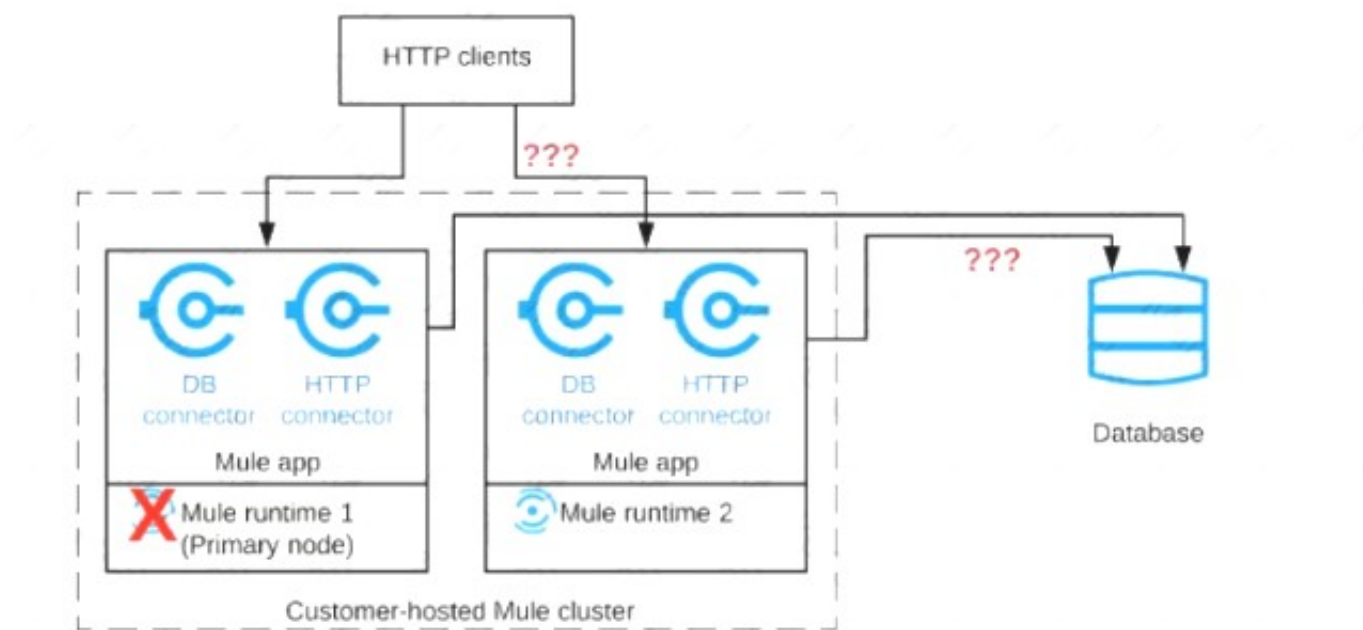 HTTP clients
???
???
DB
connector
HTTP
connector
DB
connector
HTTP
connector
Mule app
Mule app
Database
X
Mule runtime 1
(Primary node)
Mule runtime 2
Customer-hosted Mule cluster